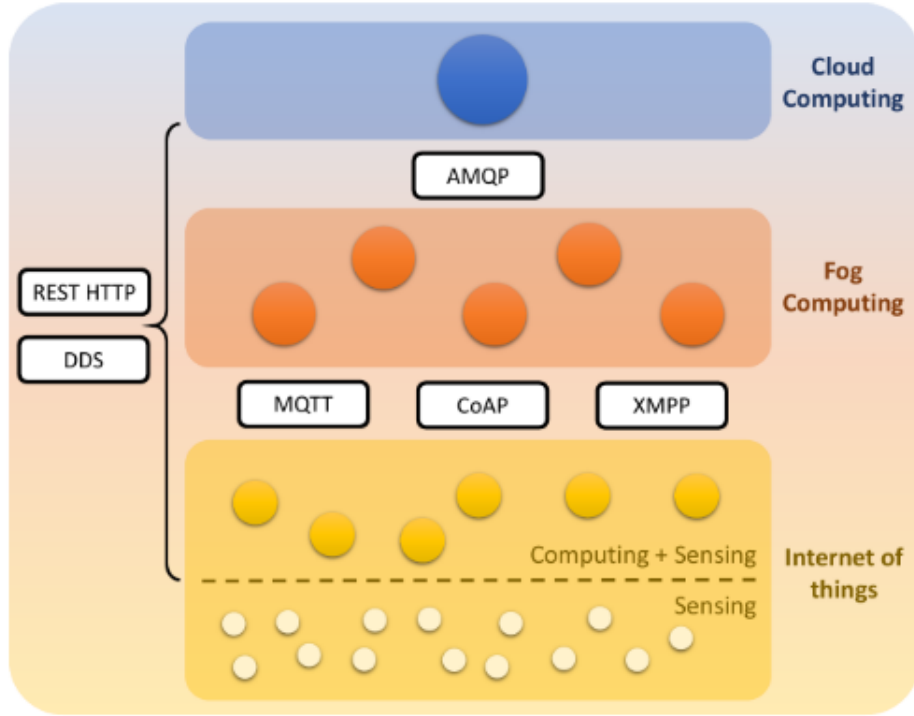 Cloud
Computing
AMQP
Fog
Computing
REST HTTP
DDS
MQTT
CoAP
XMPP
Computing + Sensing
Internet of
things
Sensing